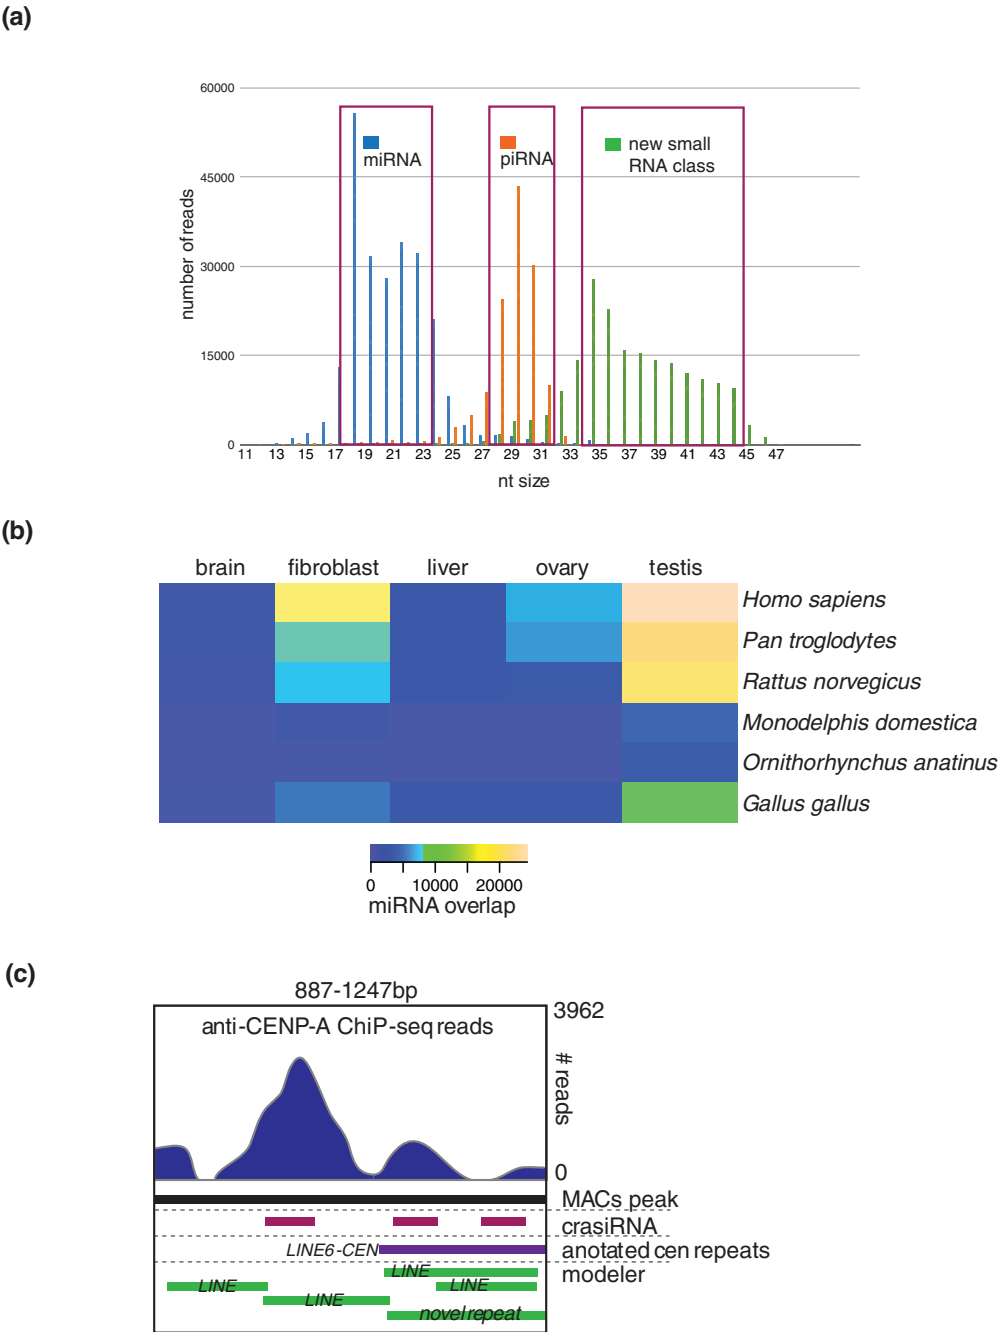 (a)
60000
45000
30000
15000
0
number of reads
miRNA
piRNA
new small
RNA class
11 13 15 17 19 21 23 25 27 29 31 33 35 37 39 41 43 45 47
nt size
(b)
brain fibroblast liver ovary testis
Homo sapiens
Pan troglodytes
Rattus norvegicus
Monodelphis domestica
Ornithorhynchus anatinus
Gallus gallus
0 10000 20000
miRNA overlap
(c)
887-1247bp
3962
anti-CENP-A ChiP-seq reads
# reads
0
MACs peak
crasiRNA
LINE6-CEN
anotated cen repeats
LINE
modeler
LINE
LINE
LINE
novel repeat